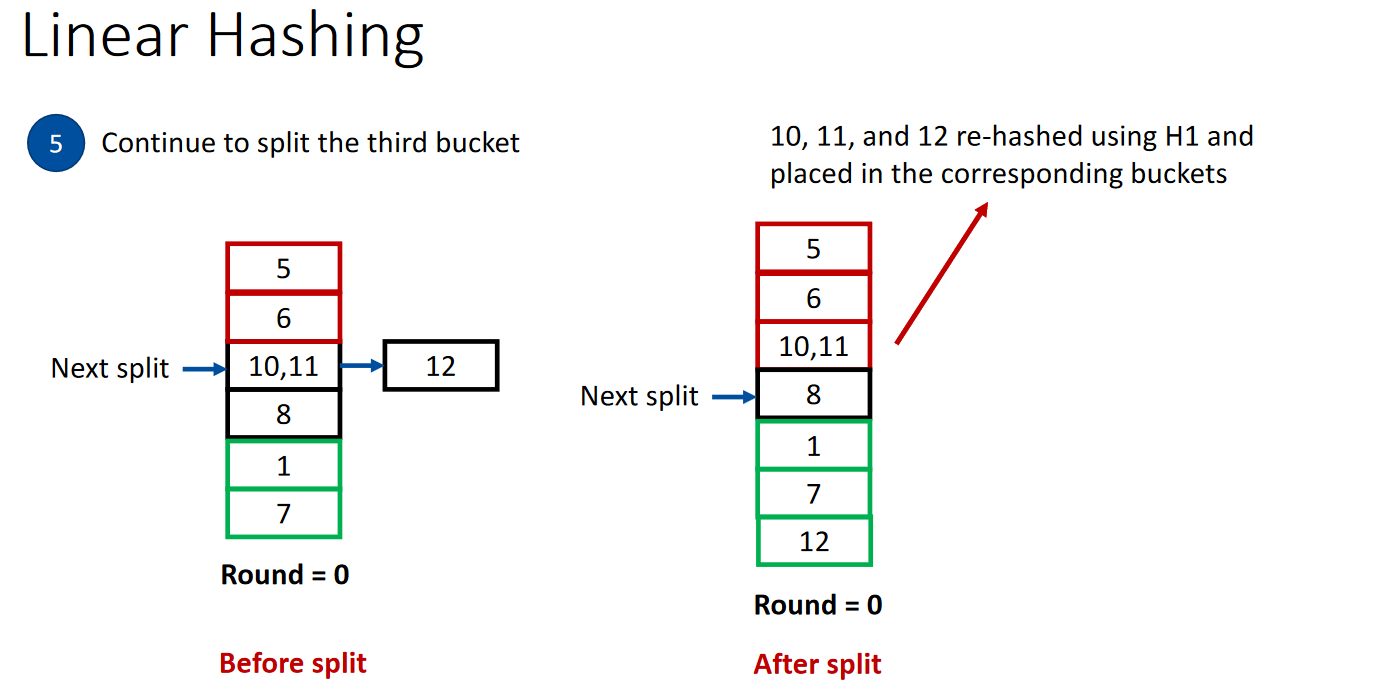 Linear Hashing
5 Continue to split the third bucket
10, 11, and 12 re-hashed using H1 and
placed in the corresponding buckets
5
6
Next split 10,11 12
8
1
7
Round = 0
Before split
5
6
10,11
Next split 8
1
7
12
Round = 0
After split